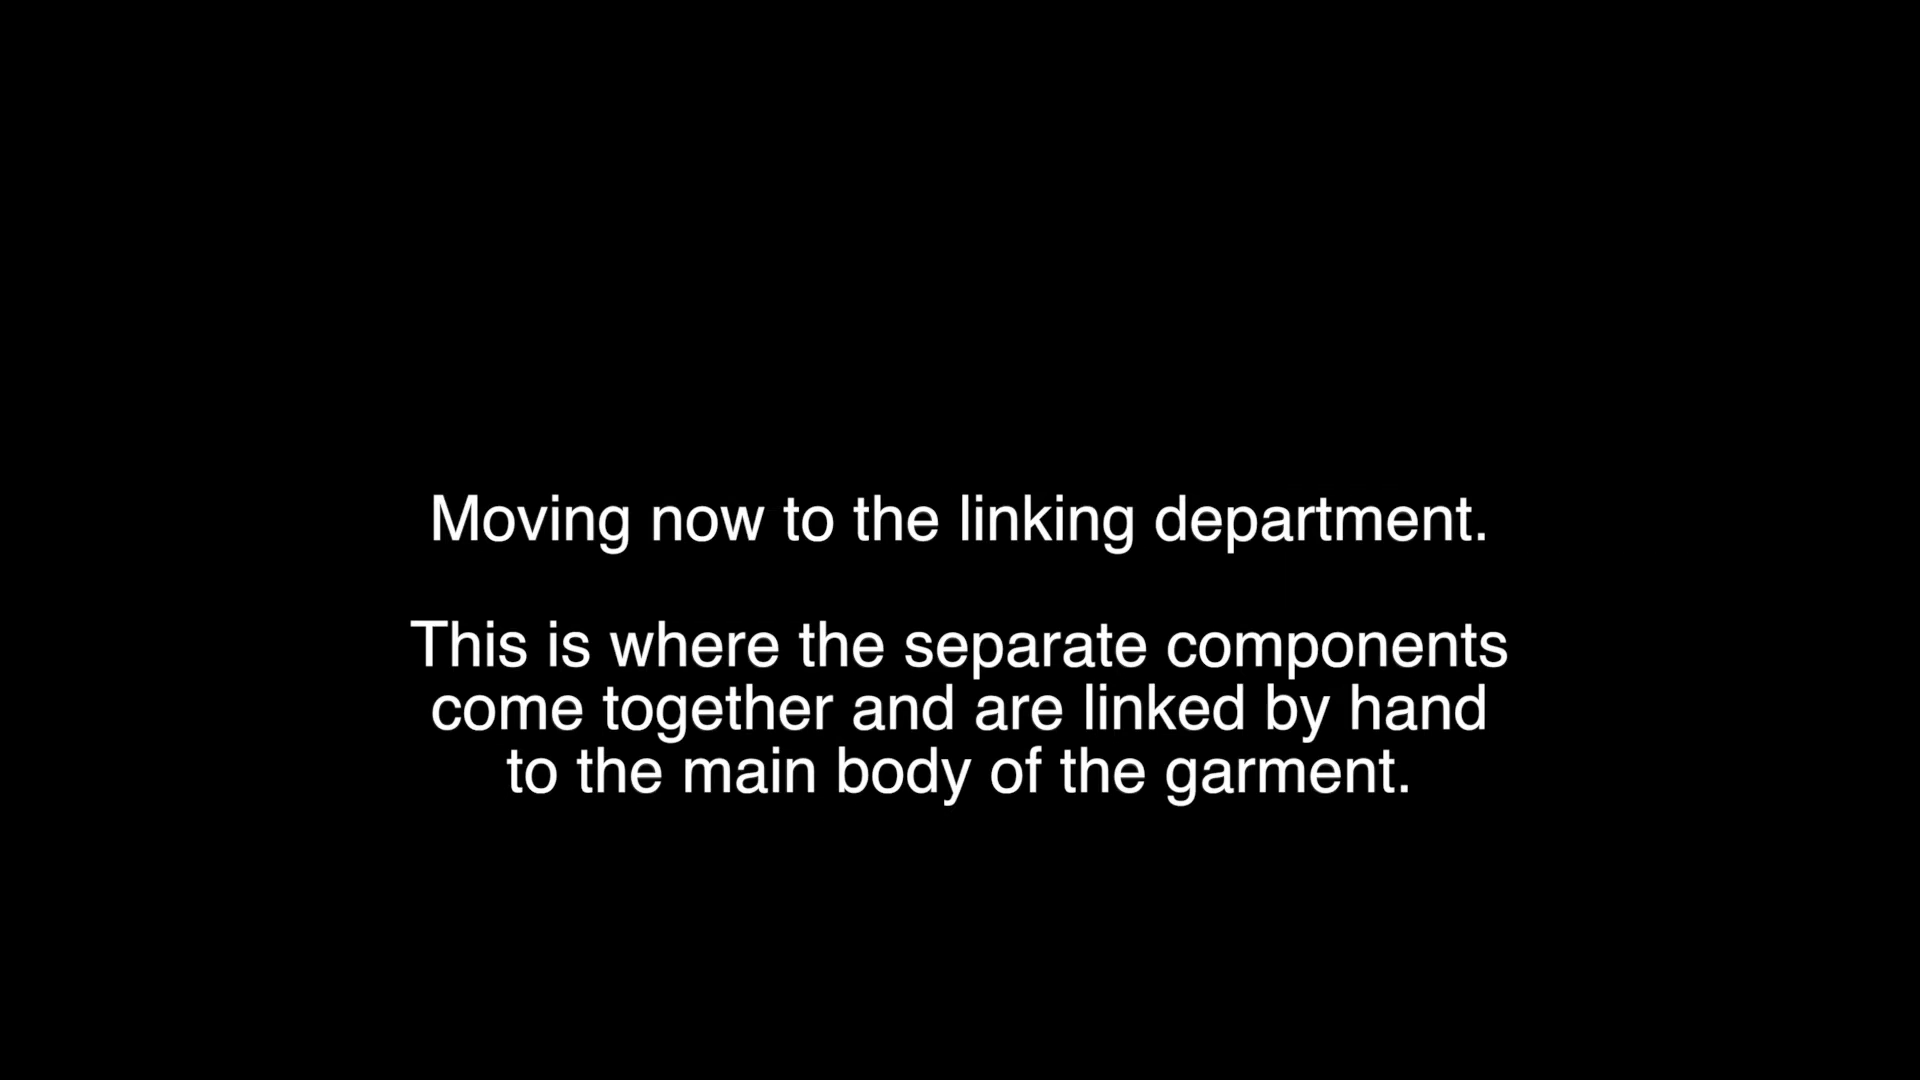 Moving now to the linking department.
This is where the separate components
come together and are linked by hand
to the main body of the garment.